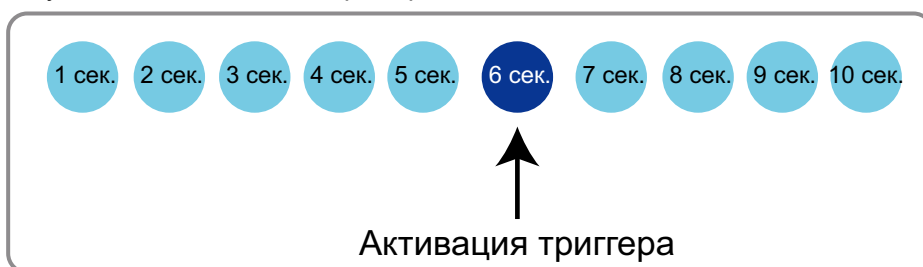 1 сек. 2 сек. 3 сек. 4 сек. 5 сек. 6 сек. 7 сек. 8 сек. 9 сек. 10 сек.
Активация триггера